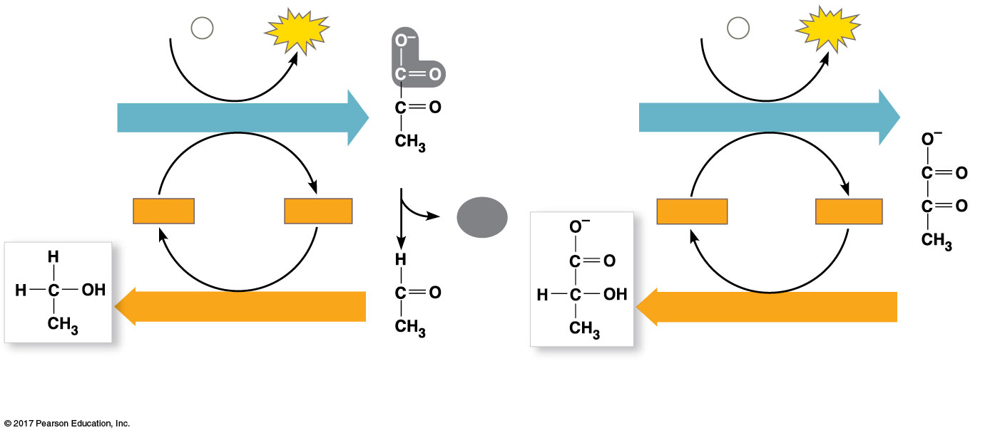 O−
C=O
C=O
CH3
H
C=O
CH3
H
H—C—OH
CH3
O−
C=O
H—C—OH
CH3
O−
C=O
C=O
CH3
© 2017 Pearson Education, Inc.